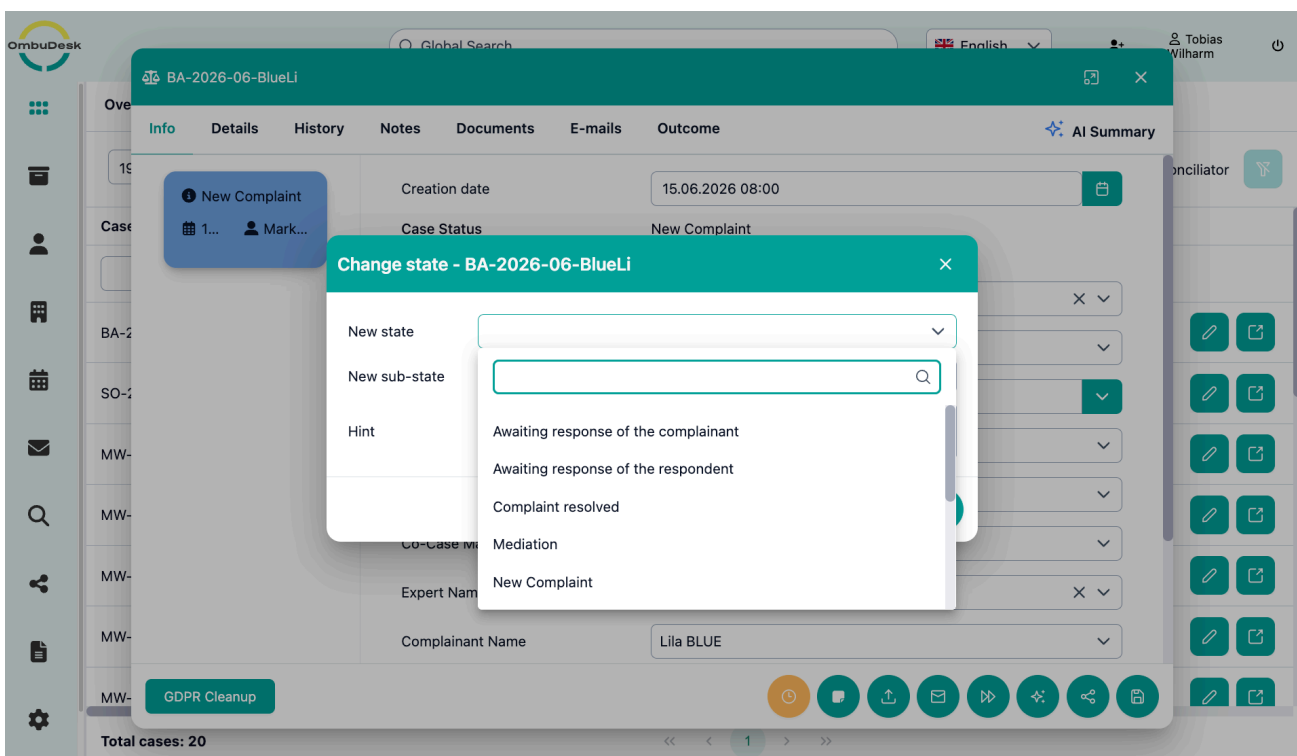 OmbuDesk
Global Search
English
Tobias
Wilharm
BA-2026-06-BlueLi
Ove
Info Details History Notes Documents E-mails Outcome AI Summary
19
onciliator
New Complaint
1... Mark...
Creation date 15.06.2026 08:00
Case
Case Status New Complaint
Change state - BA-2026-06-BlueLi
New state
BA-2
New sub-state
SO-2
Hint
Awaiting response of the complainant
MW-
Awaiting response of the respondent
Complaint resolved
MW-
Co-Case Ma
Mediation
MW-
Expert Nam
New Complaint
MW-
Complainant Name Lila BLUE
MW-
GDPR Cleanup
Total cases: 20
<< < 1 > >>